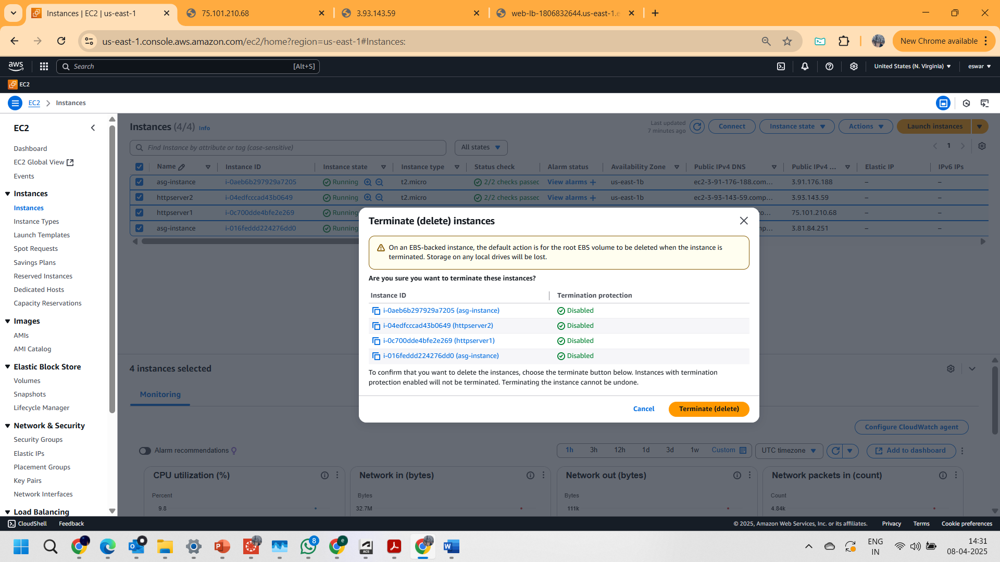 Instances | EC2 | us-east-1
75.101.210.68
3.93.143.59
web-lb-1806832644.us-east-1.e
us-east-1.console.aws.amazon.com/ec2/home?region=us-east-1#Instances:
New Chrome available
aws
Search
[Alt+S]
United States (N. Virginia)
eswar
EC2
EC2
Instances
EC2
Dashboard
EC2 Global View
Events
Instances
Instances
Instance Types
Launch Templates
Spot Requests
Savings Plans
Reserved Instances
Dedicated Hosts
Capacity Reservations
Images
AMIs
AMI Catalog
Elastic Block Store
Volumes
Snapshots
Lifecycle Manager
Network & Security
Security Groups
Elastic IPs
Placement Groups
Key Pairs
Network Interfaces
Load Balancing
Instances (4/4) Info
Last updated
7 minutes ago
Connect
Instance state
Actions
Launch instances
Find Instance by attribute or tag (case-sensitive)
All states
1
Name Instance ID Instance state Instance type Status check Alarm status Availability Zone Public IPv4 DNS Public IPv4 ... Elastic IP IPv6 IPs
asg-instance i-0aeb6b297929a7205 Running t2.micro 2/2 checks passec View alarms + us-east-1b ec2-3-91-176-188.com... 3.91.176.188 – –
httpserver2 i-04edfcccad43b0649 Running t2.micro 2/2 checks passec View alarms + us-east-1b ec2-3-93-143-59.comp... 3.93.143.59 – –
httpserver1 i-0c700dde4bfe2e269 Running :o... 75.101.210.68 – –
asg-instance i-016feddd224276dd0 Running np... 3.81.84.251 – –
Terminate (delete) instances
On an EBS-backed instance, the default action is for the root EBS volume to be deleted when the instance is
terminated. Storage on any local drives will be lost.
Are you sure you want to terminate these instances?
Instance ID Termination protection
i-0aeb6b297929a7205 (asg-instance) Disabled
i-04edfcccad43b0649 (httpserver2) Disabled
i-0c700dde4bfe2e269 (httpserver1) Disabled
i-016feddd224276dd0 (asg-instance) Disabled
To confirm that you want to delete the instances, choose the terminate button below. Instances with termination
protection enabled will not be terminated. Terminating the instance cannot be undone.
Cancel
Terminate (delete)
4 instances selected
Monitoring
Configure CloudWatch agent
Alarm recommendations
1h 3h 12h 1d 3d 1w Custom
UTC timezone
Add to dashboard
CPU utilization (%)
Percent
9.8
Network in (bytes)
Bytes
32.7M
Network out (bytes)
Bytes
111k
Network packets in (count)
Count
4.84k
CloudShell
Feedback
© 2025, Amazon Web Services, Inc. or its affiliates.
Privacy
Terms
Cookie preferences
8
e
ACS
ENG
IN
14:31
08-04-2025